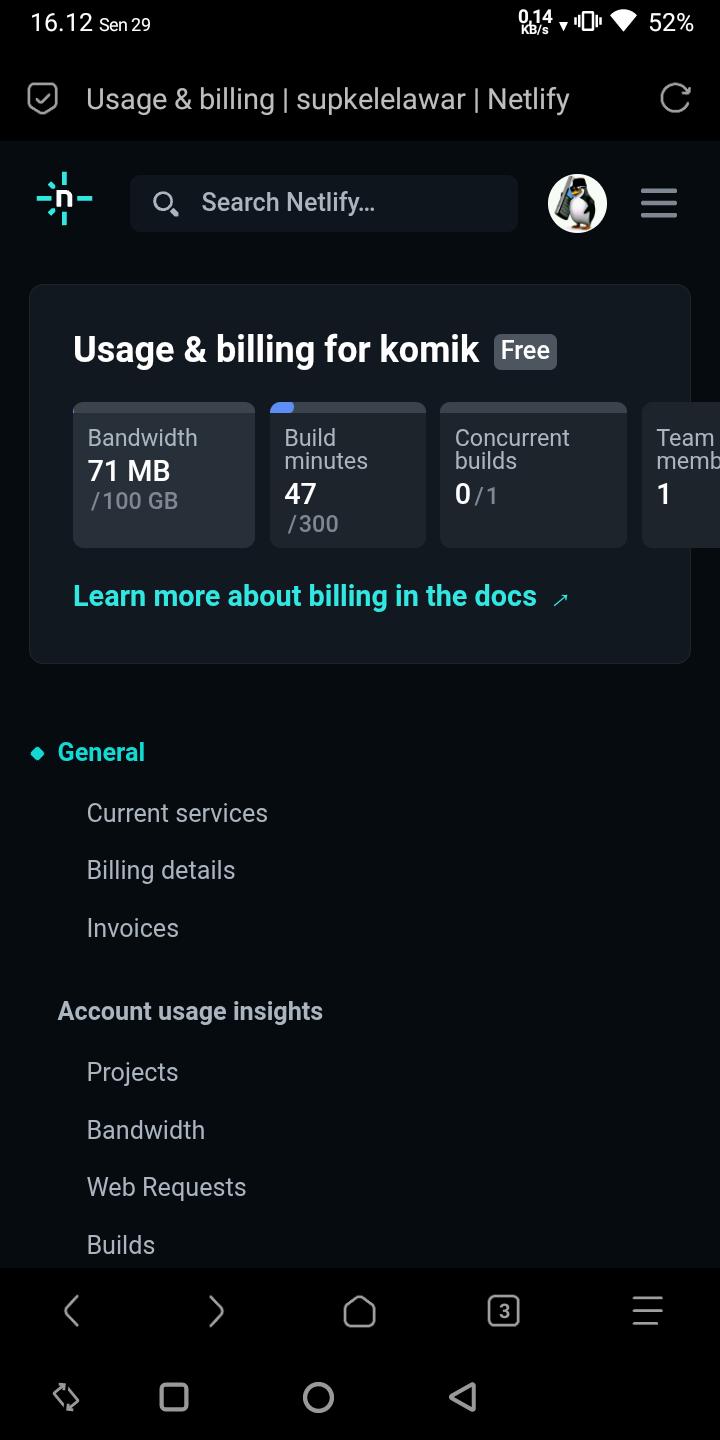 16.12 Sen 29
0,14
KB/s
52%
Usage & billing | supkelelawar | Netlify
n
Search Netlify...
Usage & billing for komik Free
Bandwidth
71 MB
/100 GB
Build
minutes
47
/300
Concurrent
builds
0/1
Team
memb
1
Learn more about billing in the docs →
General
Current services
Billing details
Invoices
Account usage insights
Projects
Bandwidth
Web Requests
Builds
3